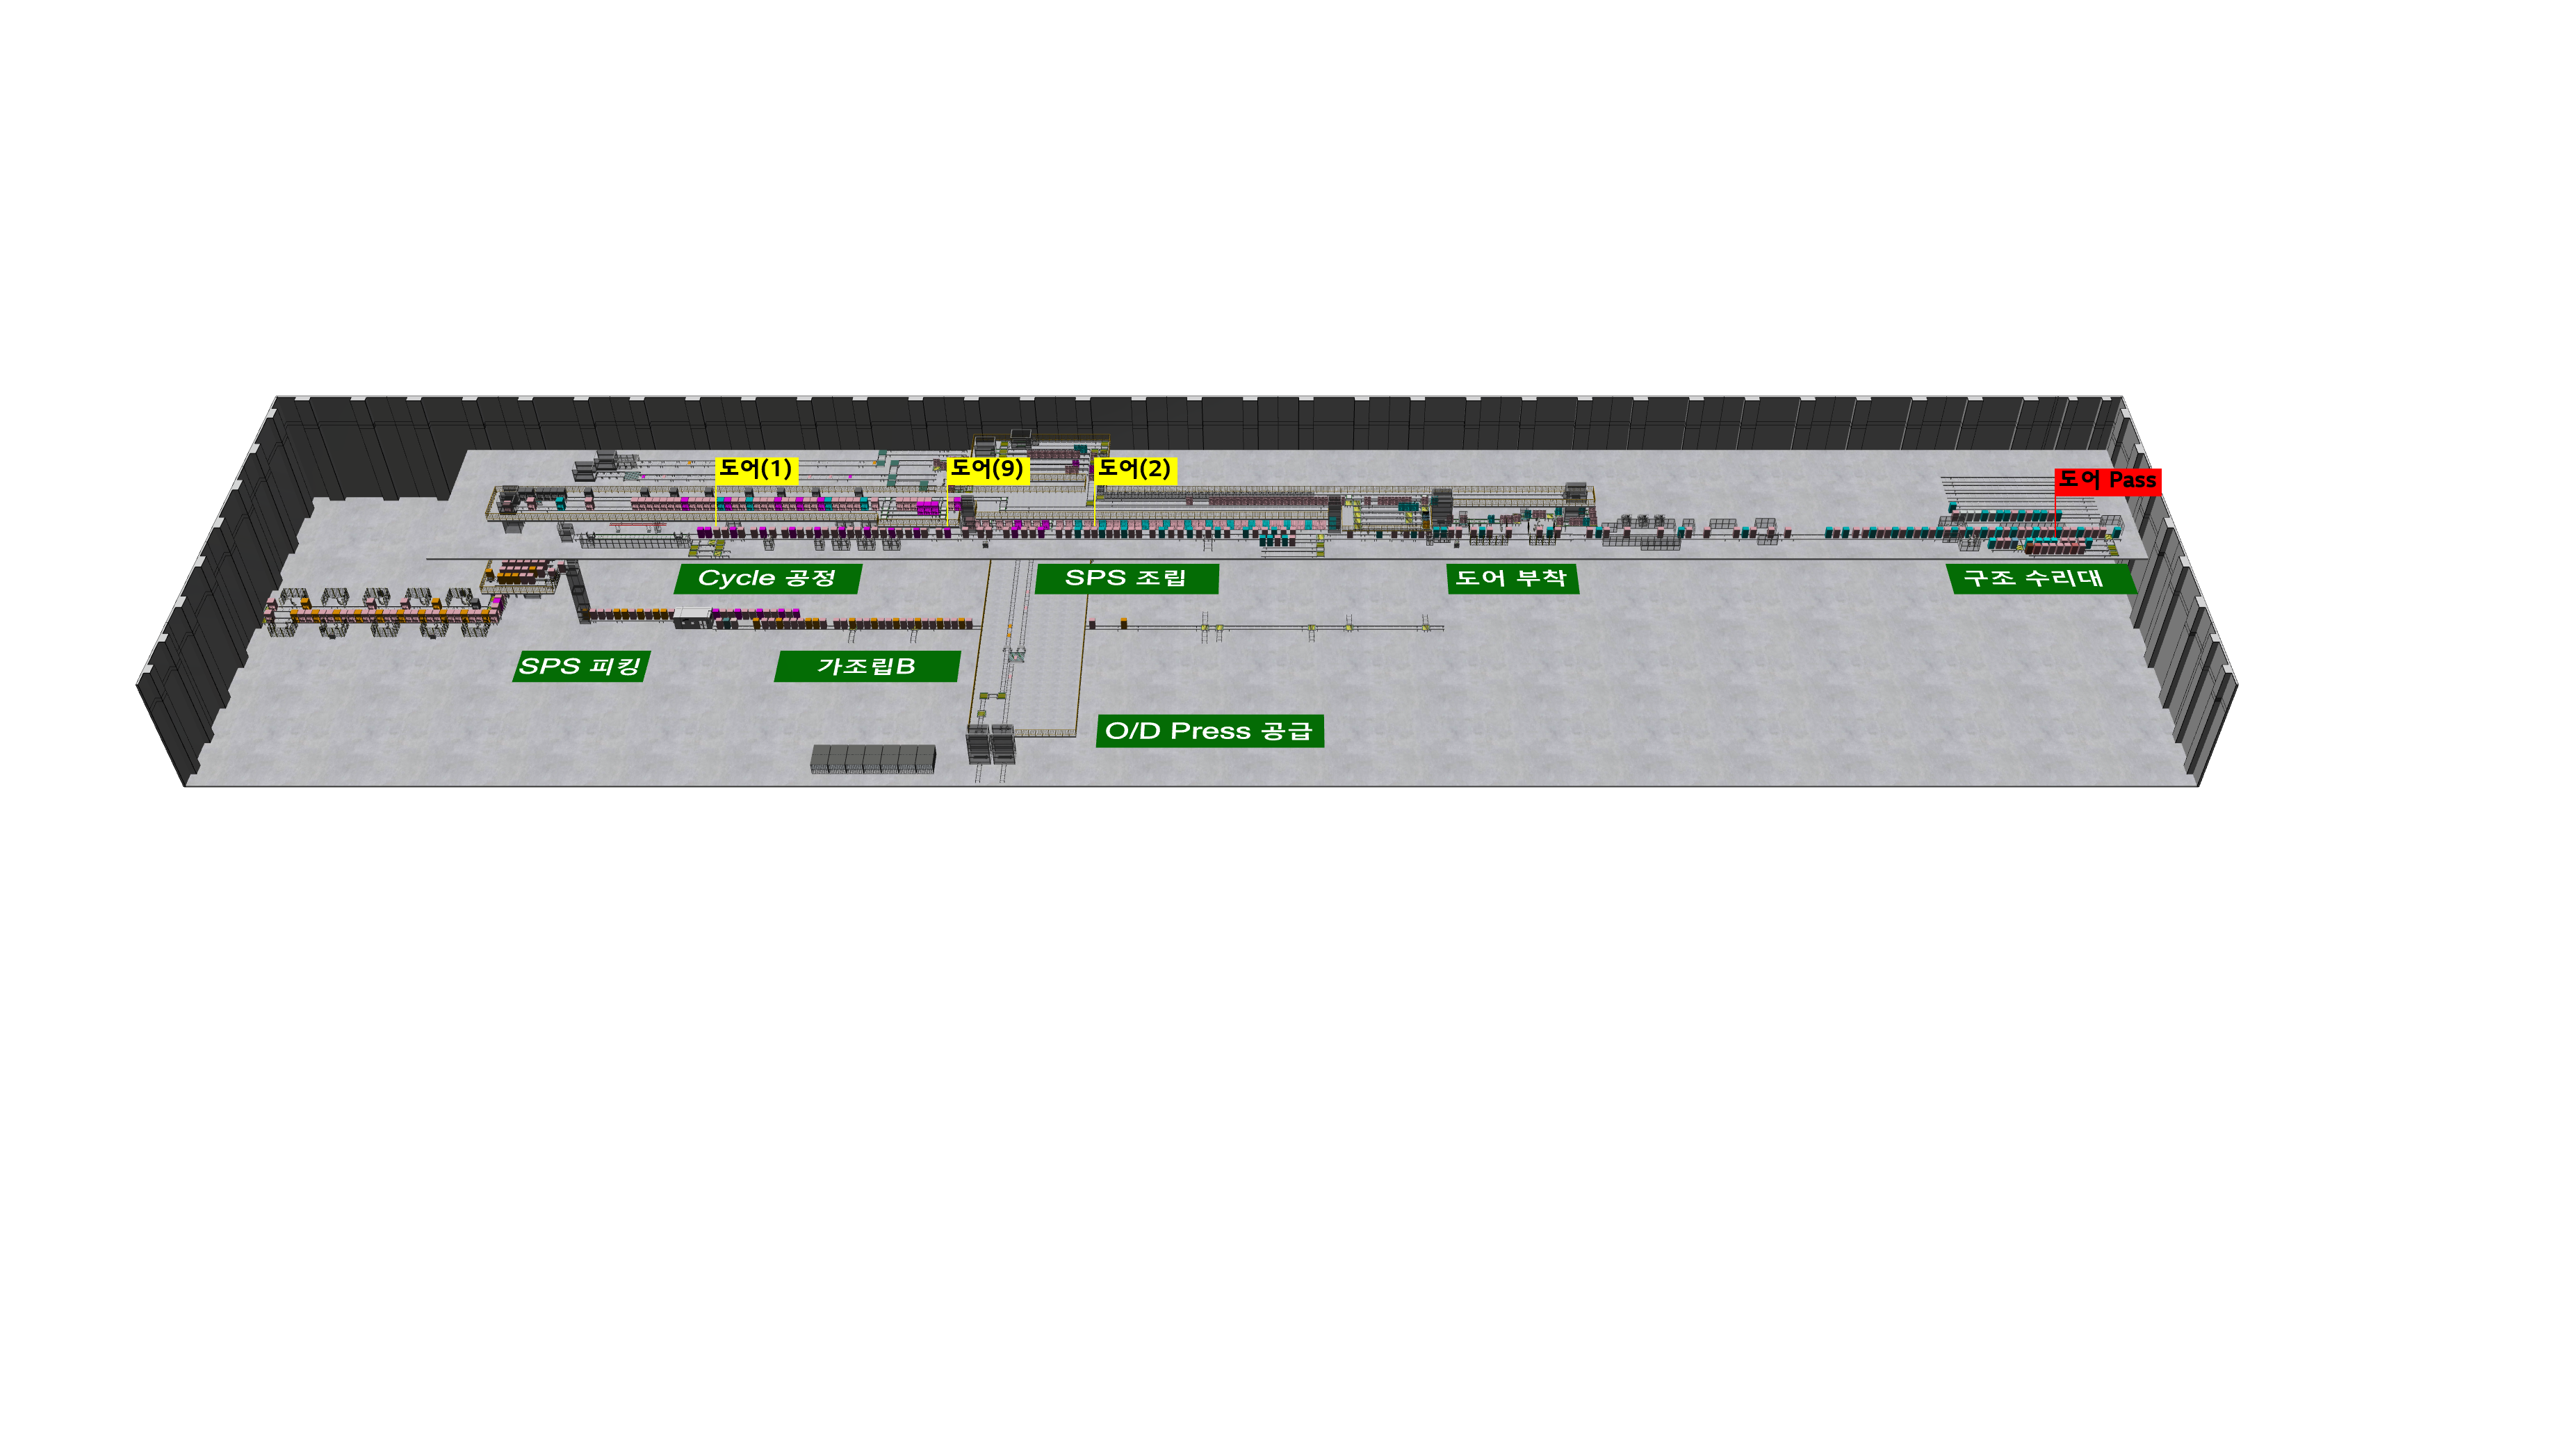 도어(1)
도어(9)
도어(2)
도어 Pass
Cycle 공정
SPS 조립
도어 부착
구조 수리대
SPS 피킹
가조립B
O/D Press 공급